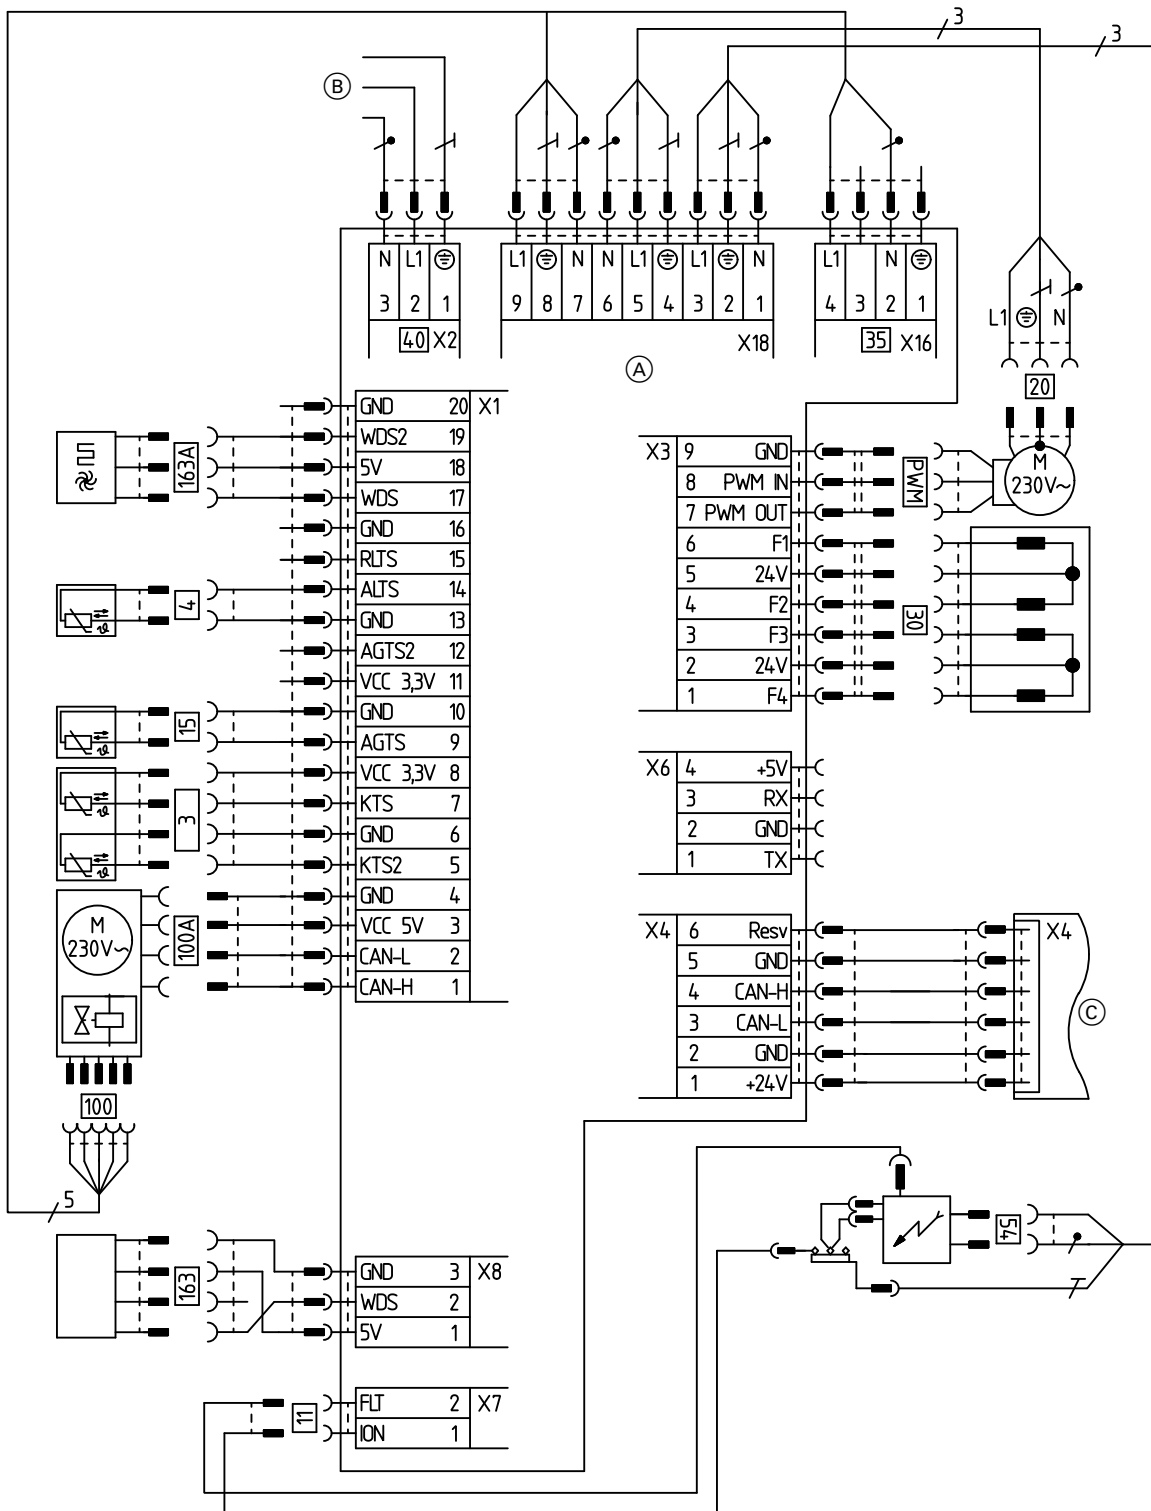 3
3
B
N L1
3 2 1
40 X2
L1 N N L1 L1 N
9 8 7 6 5 4 3 2 1
X18
L1 N
4 3 2 1
35 X16
L1 N
20
M
230V~
A
GND 20 X1
WDS2 19
5V 18
WDS 17
GND 16
RLTS 15
ALTS 14
GND 13
AGTS2 12
VCC 3,3V 11
GND 10
AGTS 9
VCC 3,3V 8
KTS 7
GND 6
KTS2 5
GND 4
VCC 5V 3
CAN-L 2
CAN-H 1
163A
4
ϑ
15
ϑ
3
ϑ
ϑ
100A
M
230V~
100
5
X3 9 GND
8 PWM IN
7 PWM OUT
6 F1
5 24V
4 F2
3 F3
2 24V
1 F4
PWM
30
X6 4 +5V
3 RX
2 GND
1 TX
X4 6 Resv
5 GND
4 CAN-H
3 CAN-L
2 GND
1 +24V
X4
C
54
163
GND 3 X8
WDS 2
5V 1
11
FLT 2 X7
ION 1